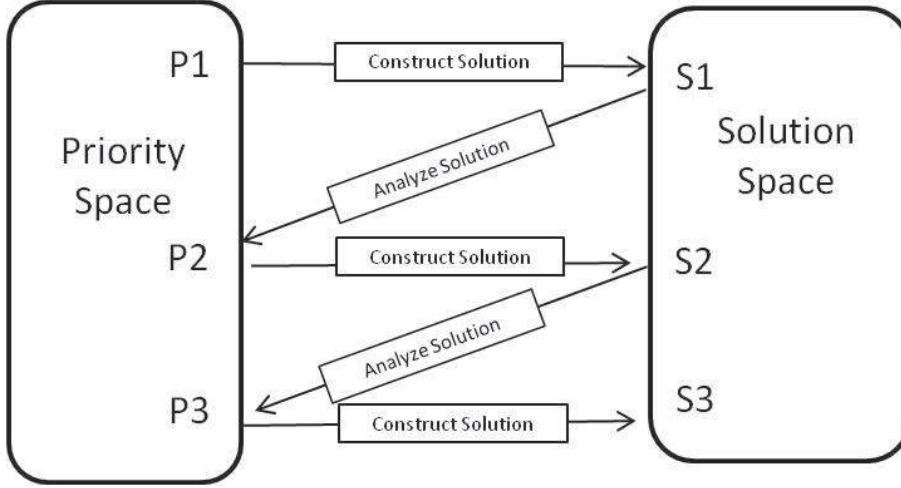 P1
Construct Solution
S1
Priority
Space
Analyze Solution
Solution
Space
P2
Construct Solution
S2
Analyze Solution
P3
Construct Solution
S3